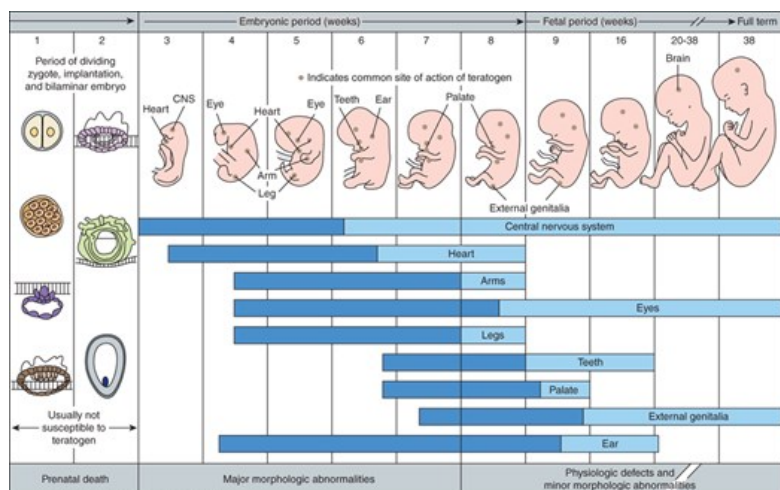 Embryonic period (weeks)
Fetal period (weeks)
Full term
1
2
3
4
5
6
7
8
9
16
20-38
38
Period of dividing
zygote, implantation,
and bilaminar embryo
• Indicates common site of action of teratogen
Brain
CNS
Heart
Eye
Heart
Eye
Teeth
Ear
Palate
Arm
Leg
External genitalia
Central nervous system
Heart
Arms
Eyes
Legs
Teeth
Palate
External genitalia
Ear
Usually not
susceptible to
teratogen
Prenatal death
Major morphologic abnormalities
Physiologic defects and
minor morphologic abnormalities